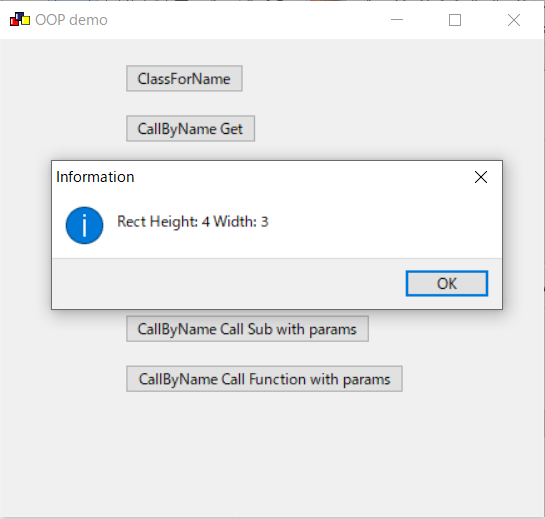 OOP demo
ClassForName
CallByName Get
Information
Rect Height: 4 Width: 3
OK
CallByName Call Sub with params
CallByName Call Function with params